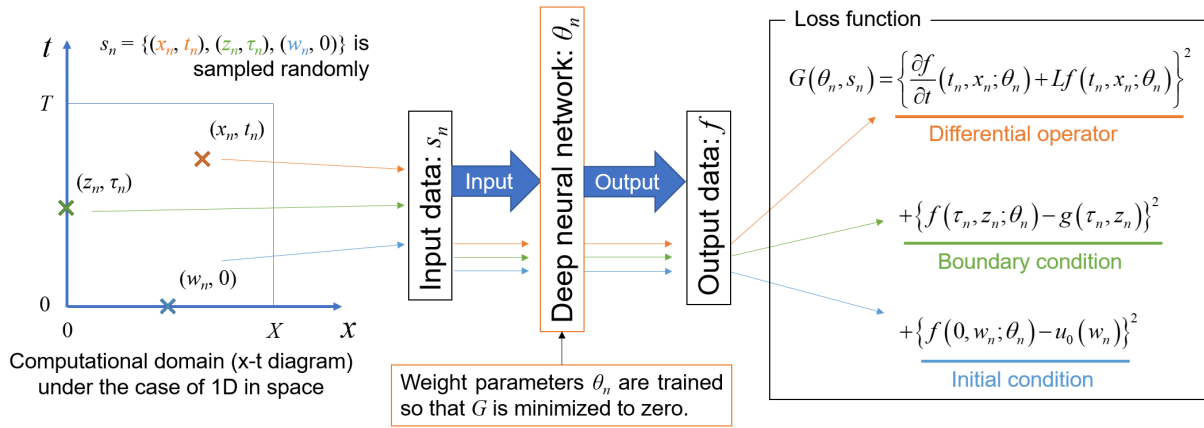 s_n = {(x_n, t_n), (z_n, τ_n), (w_n, 0)} is
sampled randomly
t
T
(x_n, t_n)
(z_n, τ_n)
(w_n, 0)
0
0
X
x
Computational domain (x-t diagram)
under the case of 1D in space
Input data: s_n
Input
Deep neural network: θ_n
Output
Output data: f
Weight parameters θ_n are trained
so that G is minimized to zero.
Loss function
G(θ_n, s_n) = {∂f/∂t (t_n, x_n; θ_n) + Lf(t_n, x_n; θ_n)}²
Differential operator
+{f(τ_n, z_n; θ_n) − g(τ_n, z_n)}²
Boundary condition
+{f(0, w_n; θ_n) − u_0(w_n)}²
Initial condition